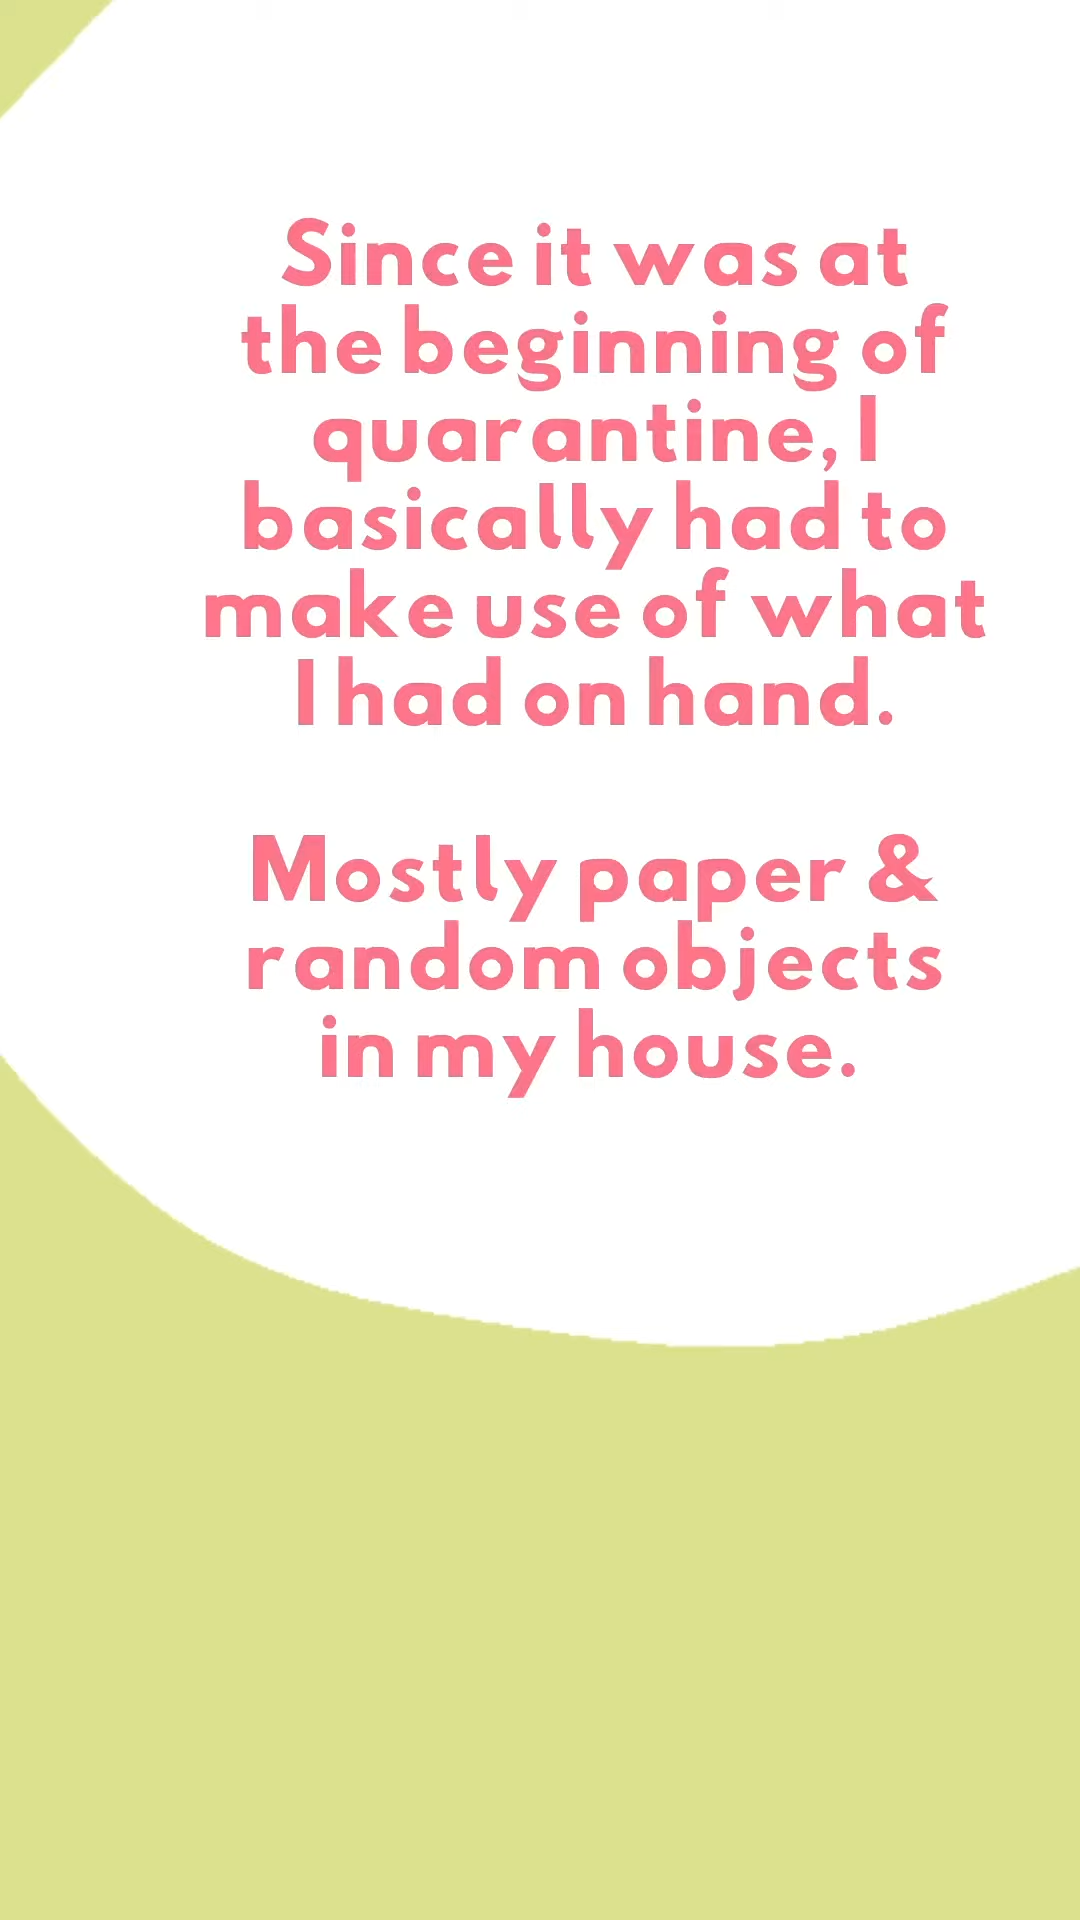 Since it was at
the beginning of
quarantine, I
basically had to
make use of what
I had on hand.
Mostly paper &
random objects
in my house.